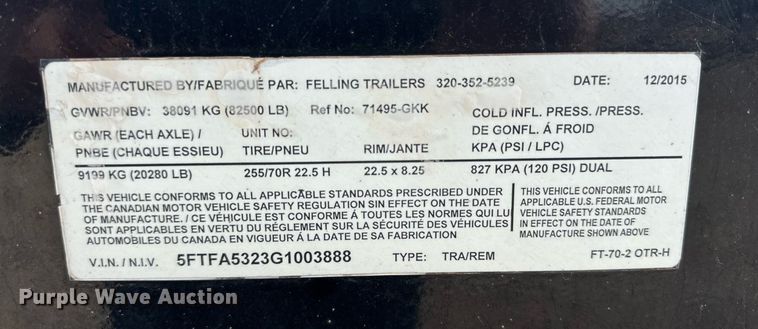 MANUFACTURED BY/FABRIQUÉ PAR: FELLING TRAILERS 320-352-5239 DATE: 12/2015
GVWR/PNBV: 38091 KG (82500 LB) Ref No: 71495-GKK COLD INFL. PRESS. /PRESS.
GAWR (EACH AXLE) / UNIT NO: DE GONFL. Á FROID
PNBE (CHAQUE ESSIEU) TIRE/PNEU RIM/JANTE KPA (PSI / LPC)
9199 KG (20280 LB) 255/70R 22.5 H 22.5 x 8.25 827 KPA (120 PSI) DUAL
THIS VEHICLE CONFORMS TO ALL APPLICABLE STANDARDS PRESCRIBED UNDER
THE CANADIAN MOTOR VEHICLE SAFETY REGULATION SIN EFFECT ON THE DATE
OF MANUFACTURE. / CE VÉHICULE EST CONFORME Á TOUTES LES NORMES QUI LUI
SONT APPLICABLES EN VERTU DU RÉGLEMENT SUR LA SÉCURITÉ DES VÉHICULES
AUTOMOBILES DU CANADA EN VIGUEUR Á LA DATE DE SA FABRICATION
THIS VEHICLE CONFORMS TO ALL
APPLICABLE U.S. FEDERAL MOTOR
VEHICLE SAFETY STANDARDS
IN EFFECT ON THE DATE OF
MANUFACTURE SHOWN ABOVE
V.I.N. / N.I.V. 5FTFA5323G1003888 TYPE: TRA/REM FT-70-2 OTR-H
Purple Wave Auction